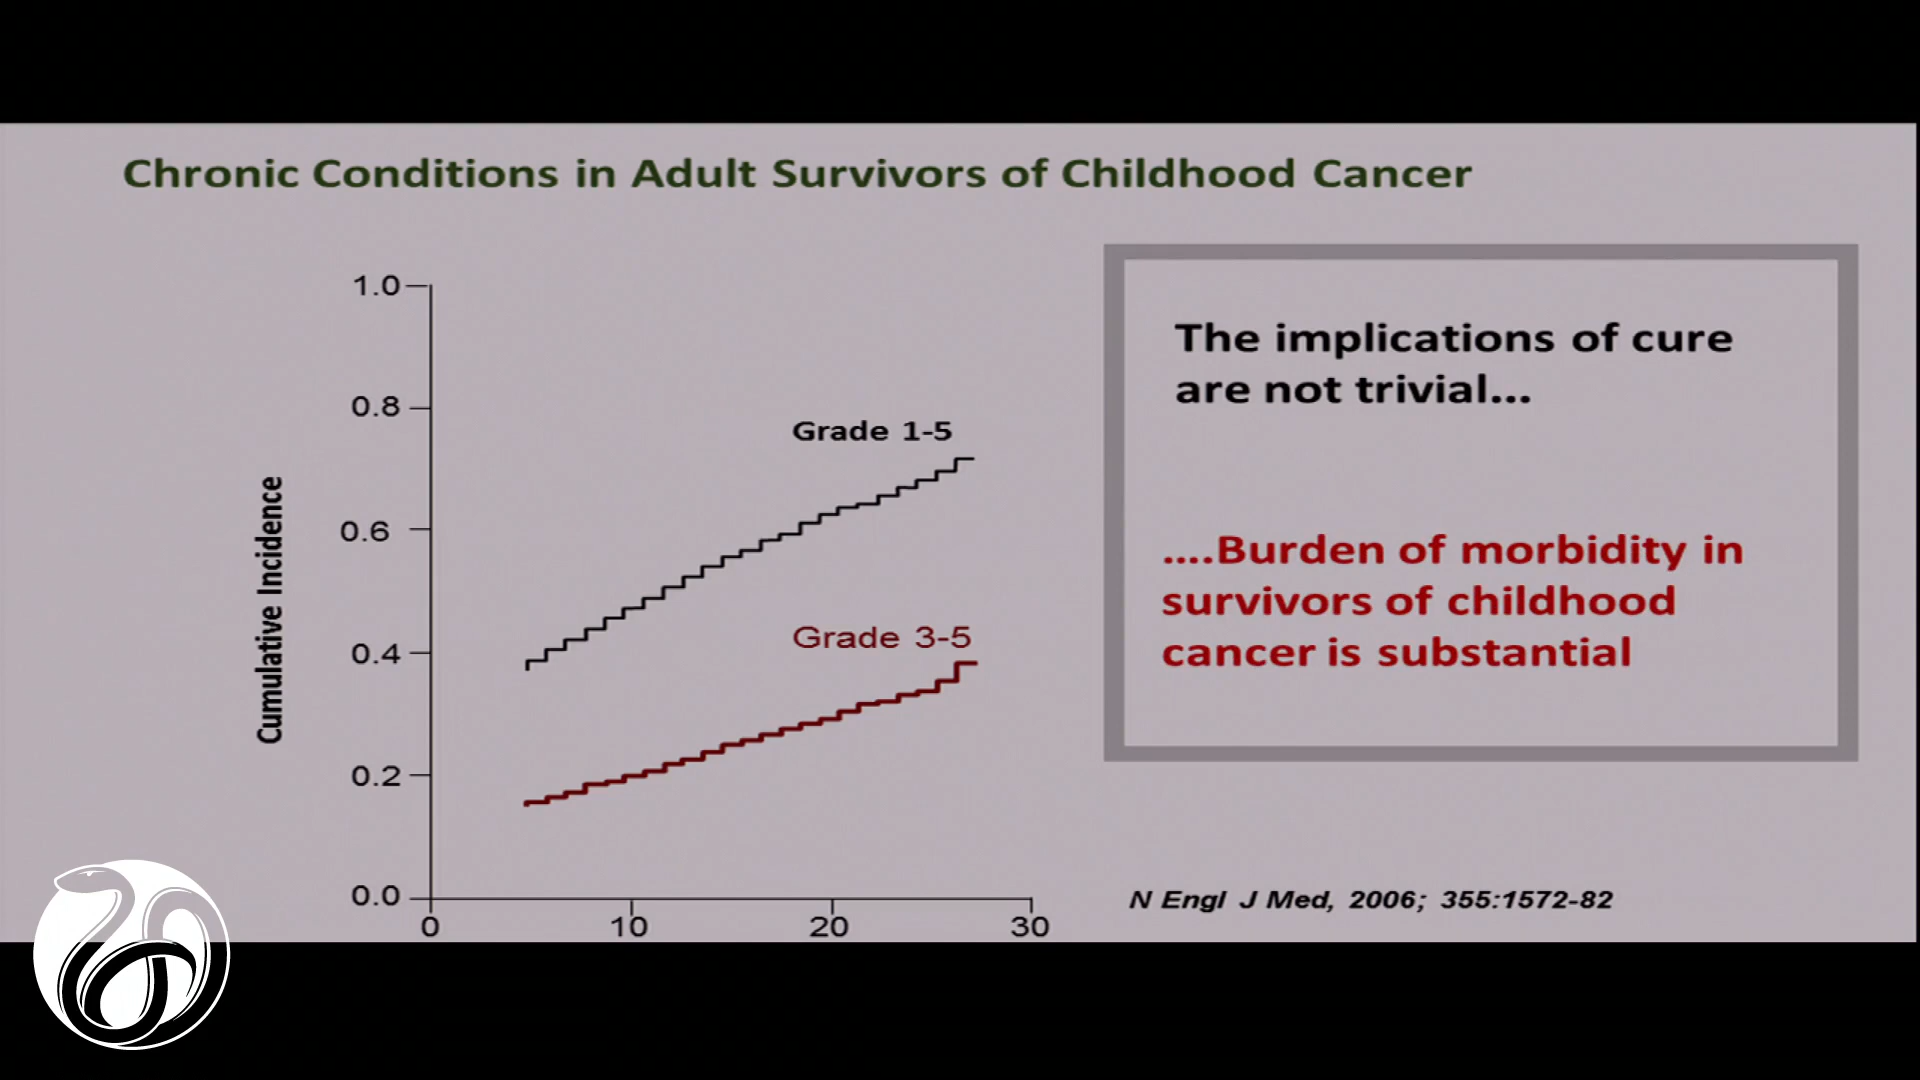 Chronic Conditions in Adult Survivors of Childhood Cancer
1.0
0.8
0.6
0.4
0.2
0.0
Cumulative Incidence
Grade 1-5
Grade 3-5
0 10 20 30
The implications of cure
are not trivial...
....Burden of morbidity in
survivors of childhood
cancer is substantial
N Engl J Med, 2006; 355:1572-82